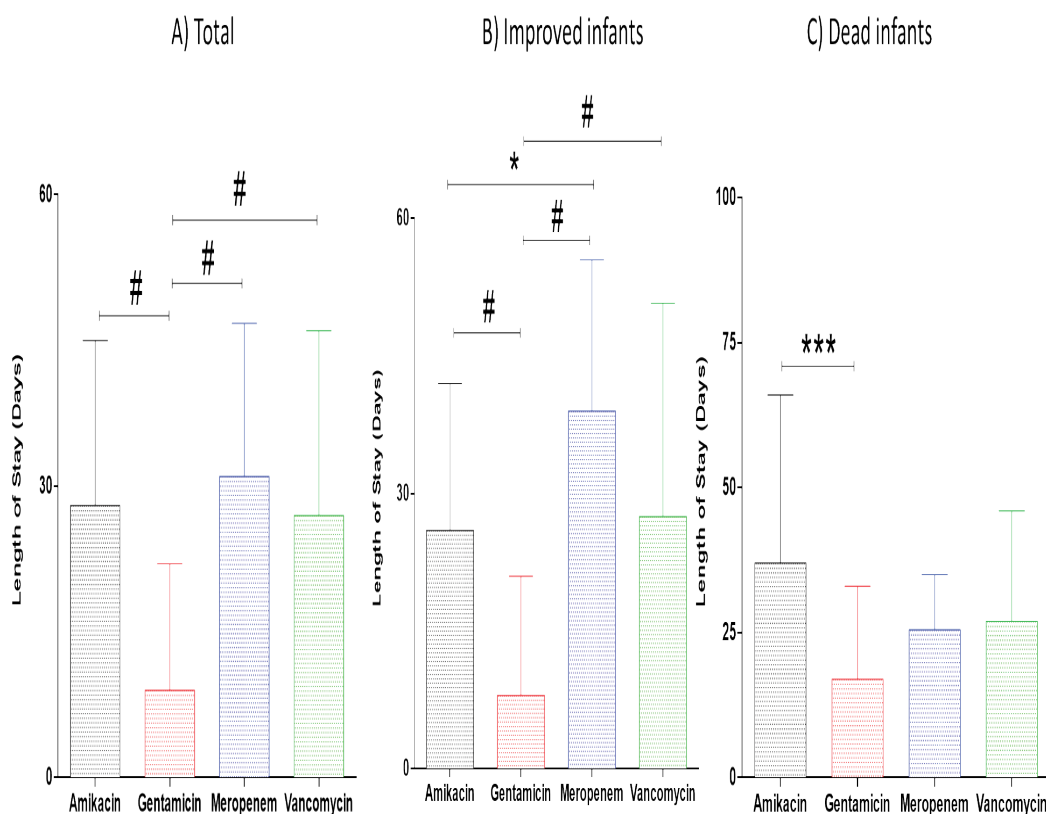 A) Total
B) Improved infants
C) Dead infants
Length of Stay (Days)
60
30
0
#
#
#
Amikacin Gentamicin Meropenem Vancomycin
Length of Stay (Days)
60
30
0
#
*
#
#
Amikacin Gentamicin Meropenem Vancomycin
Length of Stay (Days)
100
75
50
25
0
***
Amikacin Gentamicin Meropenem Vancomycin